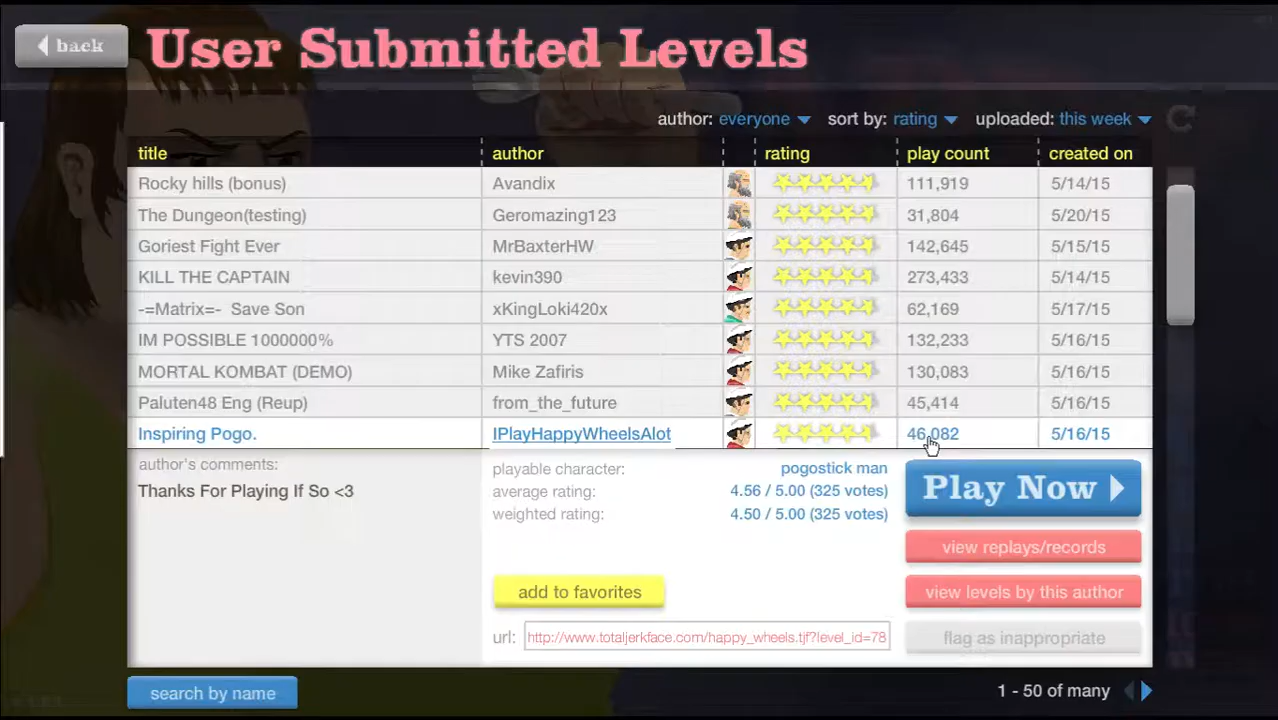 back
User Submitted Levels
author: everyone sort by: rating uploaded: this week
title author rating play count created on
Rocky hills (bonus) Avandix 111,919 5/14/15
The Dungeon(testing) Geromazing123 31,804 5/20/15
Goriest Fight Ever MrBaxterHW 142,645 5/15/15
KILL THE CAPTAIN kevin390 273,433 5/14/15
-=Matrix=- Save Son xKingLoki420x 62,169 5/17/15
IM POSSIBLE 1000000% YTS 2007 132,233 5/16/15
MORTAL KOMBAT (DEMO) Mike Zafiris 130,083 5/16/15
Paluten48 Eng (Reup) from_the_future 45,414 5/16/15
Inspiring Pogo. IPlayHappyWheelsAlot 46,082 5/16/15
author's comments:
Thanks For Playing If So <3
playable character: pogostick man
average rating: 4.56 / 5.00 (325 votes)
weighted rating: 4.50 / 5.00 (325 votes)
Play Now
view replays/records
add to favorites
view levels by this author
url: http://www.totaljerkface.com/happy_wheels.tjf?level_id=78
flag as inappropriate
search by name
1 - 50 of many